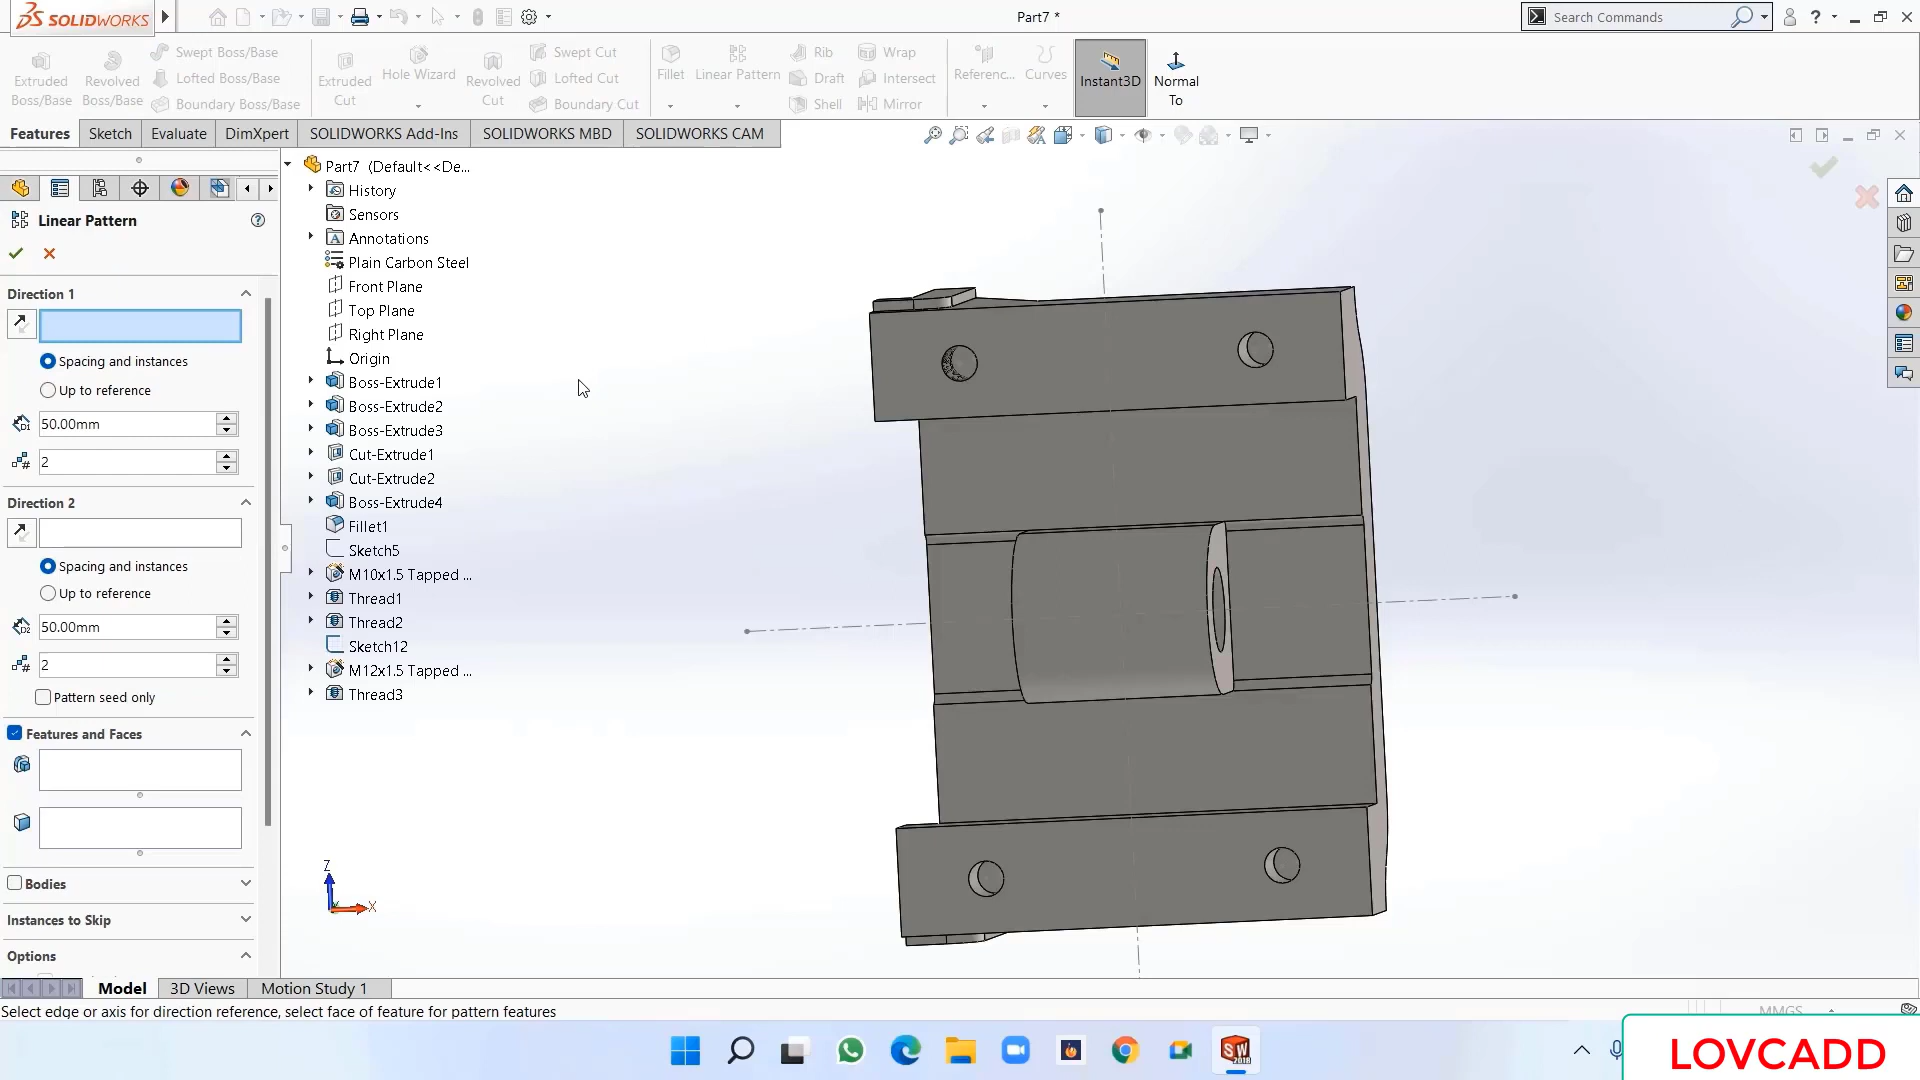 SOLIDWORKS
Part7 *
Search Commands
Extruded Boss/Base
Revolved Boss/Base
Swept Boss/Base
Lofted Boss/Base
Boundary Boss/Base
Extruded Cut
Hole Wizard
Revolved Cut
Swept Cut
Lofted Cut
Boundary Cut
Fillet
Linear Pattern
Rib
Draft
Shell
Wrap
Intersect
Mirror
Referenc...
Curves
Instant3D
Normal To
Features
Sketch
Evaluate
DimXpert
SOLIDWORKS Add-Ins
SOLIDWORKS MBD
SOLIDWORKS CAM
Linear Pattern
Direction 1
Spacing and instances
Up to reference
50.00mm
2
Direction 2
Spacing and instances
Up to reference
50.00mm
2
Pattern seed only
Features and Faces
Bodies
Instances to Skip
Options
Part7 (Default<<De...
History
Sensors
Annotations
Plain Carbon Steel
Front Plane
Top Plane
Right Plane
Origin
Boss-Extrude1
Boss-Extrude2
Boss-Extrude3
Cut-Extrude1
Cut-Extrude2
Boss-Extrude4
Fillet1
Sketch5
M10x1.5 Tapped ...
Thread1
Thread2
Sketch12
M12x1.5 Tapped ...
Thread3
Z
X
Model
3D Views
Motion Study 1
Select edge or axis for direction reference, select face of feature for pattern features
MMGS
SW
2018
LOVCADD